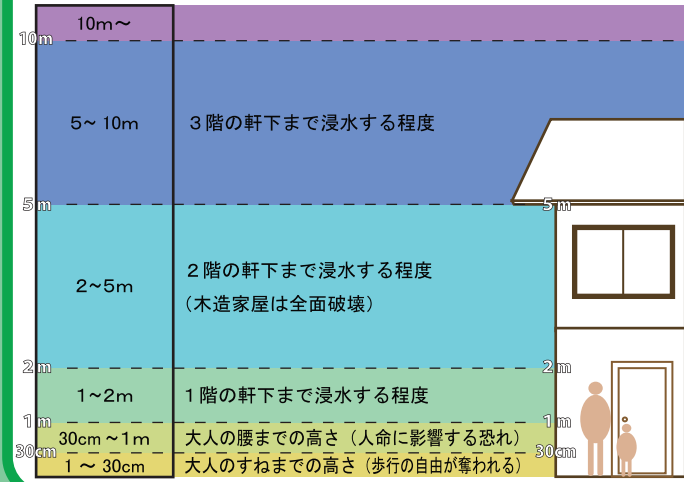 10m～
10m
5～10m
3階の軒下まで浸水する程度
5m
5m
2～5m
2階の軒下まで浸水する程度
（木造家屋は全面破壊）
2m
2m
1～2m
1階の軒下まで浸水する程度
1m
1m
30cm～1m
大人の腰までの高さ（人命に影響する恐れ）
30cm
30cm
1～30cm
大人のすねまでの高さ（歩行の自由が奪われる）